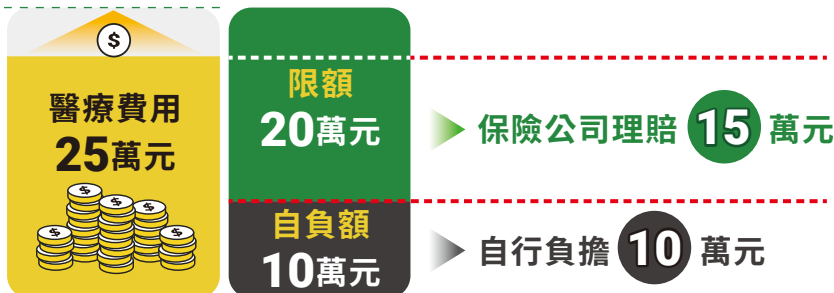 $
醫療費用
25萬元
$
$
$
$
$
限額
20萬元
自負額
10萬元
保險公司理賠 15 萬元
自行負擔 10 萬元